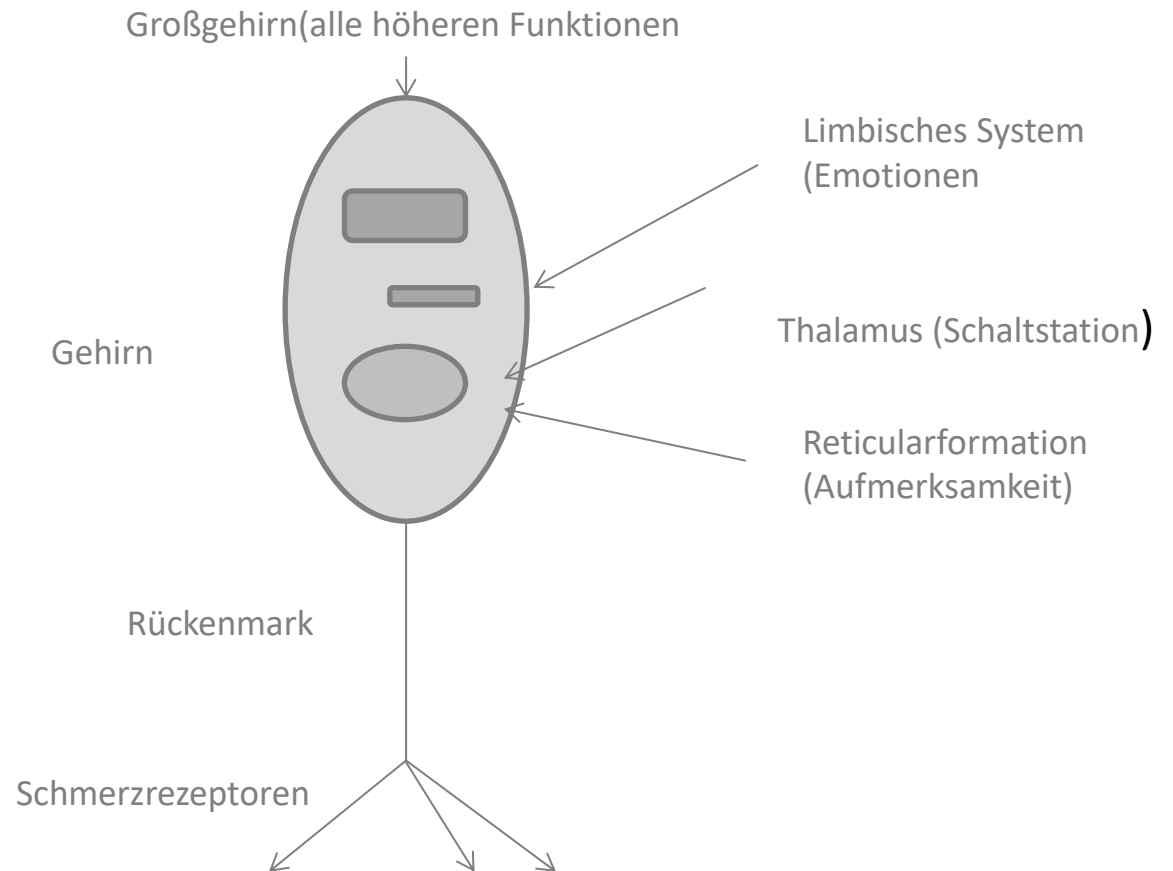 Großgehirn(alle höheren Funktionen
Limbisches System
(Emotionen
Thalamus (Schaltstation)
Gehirn
Reticularformation
(Aufmerksamkeit)
Rückenmark
Schmerzrezeptoren